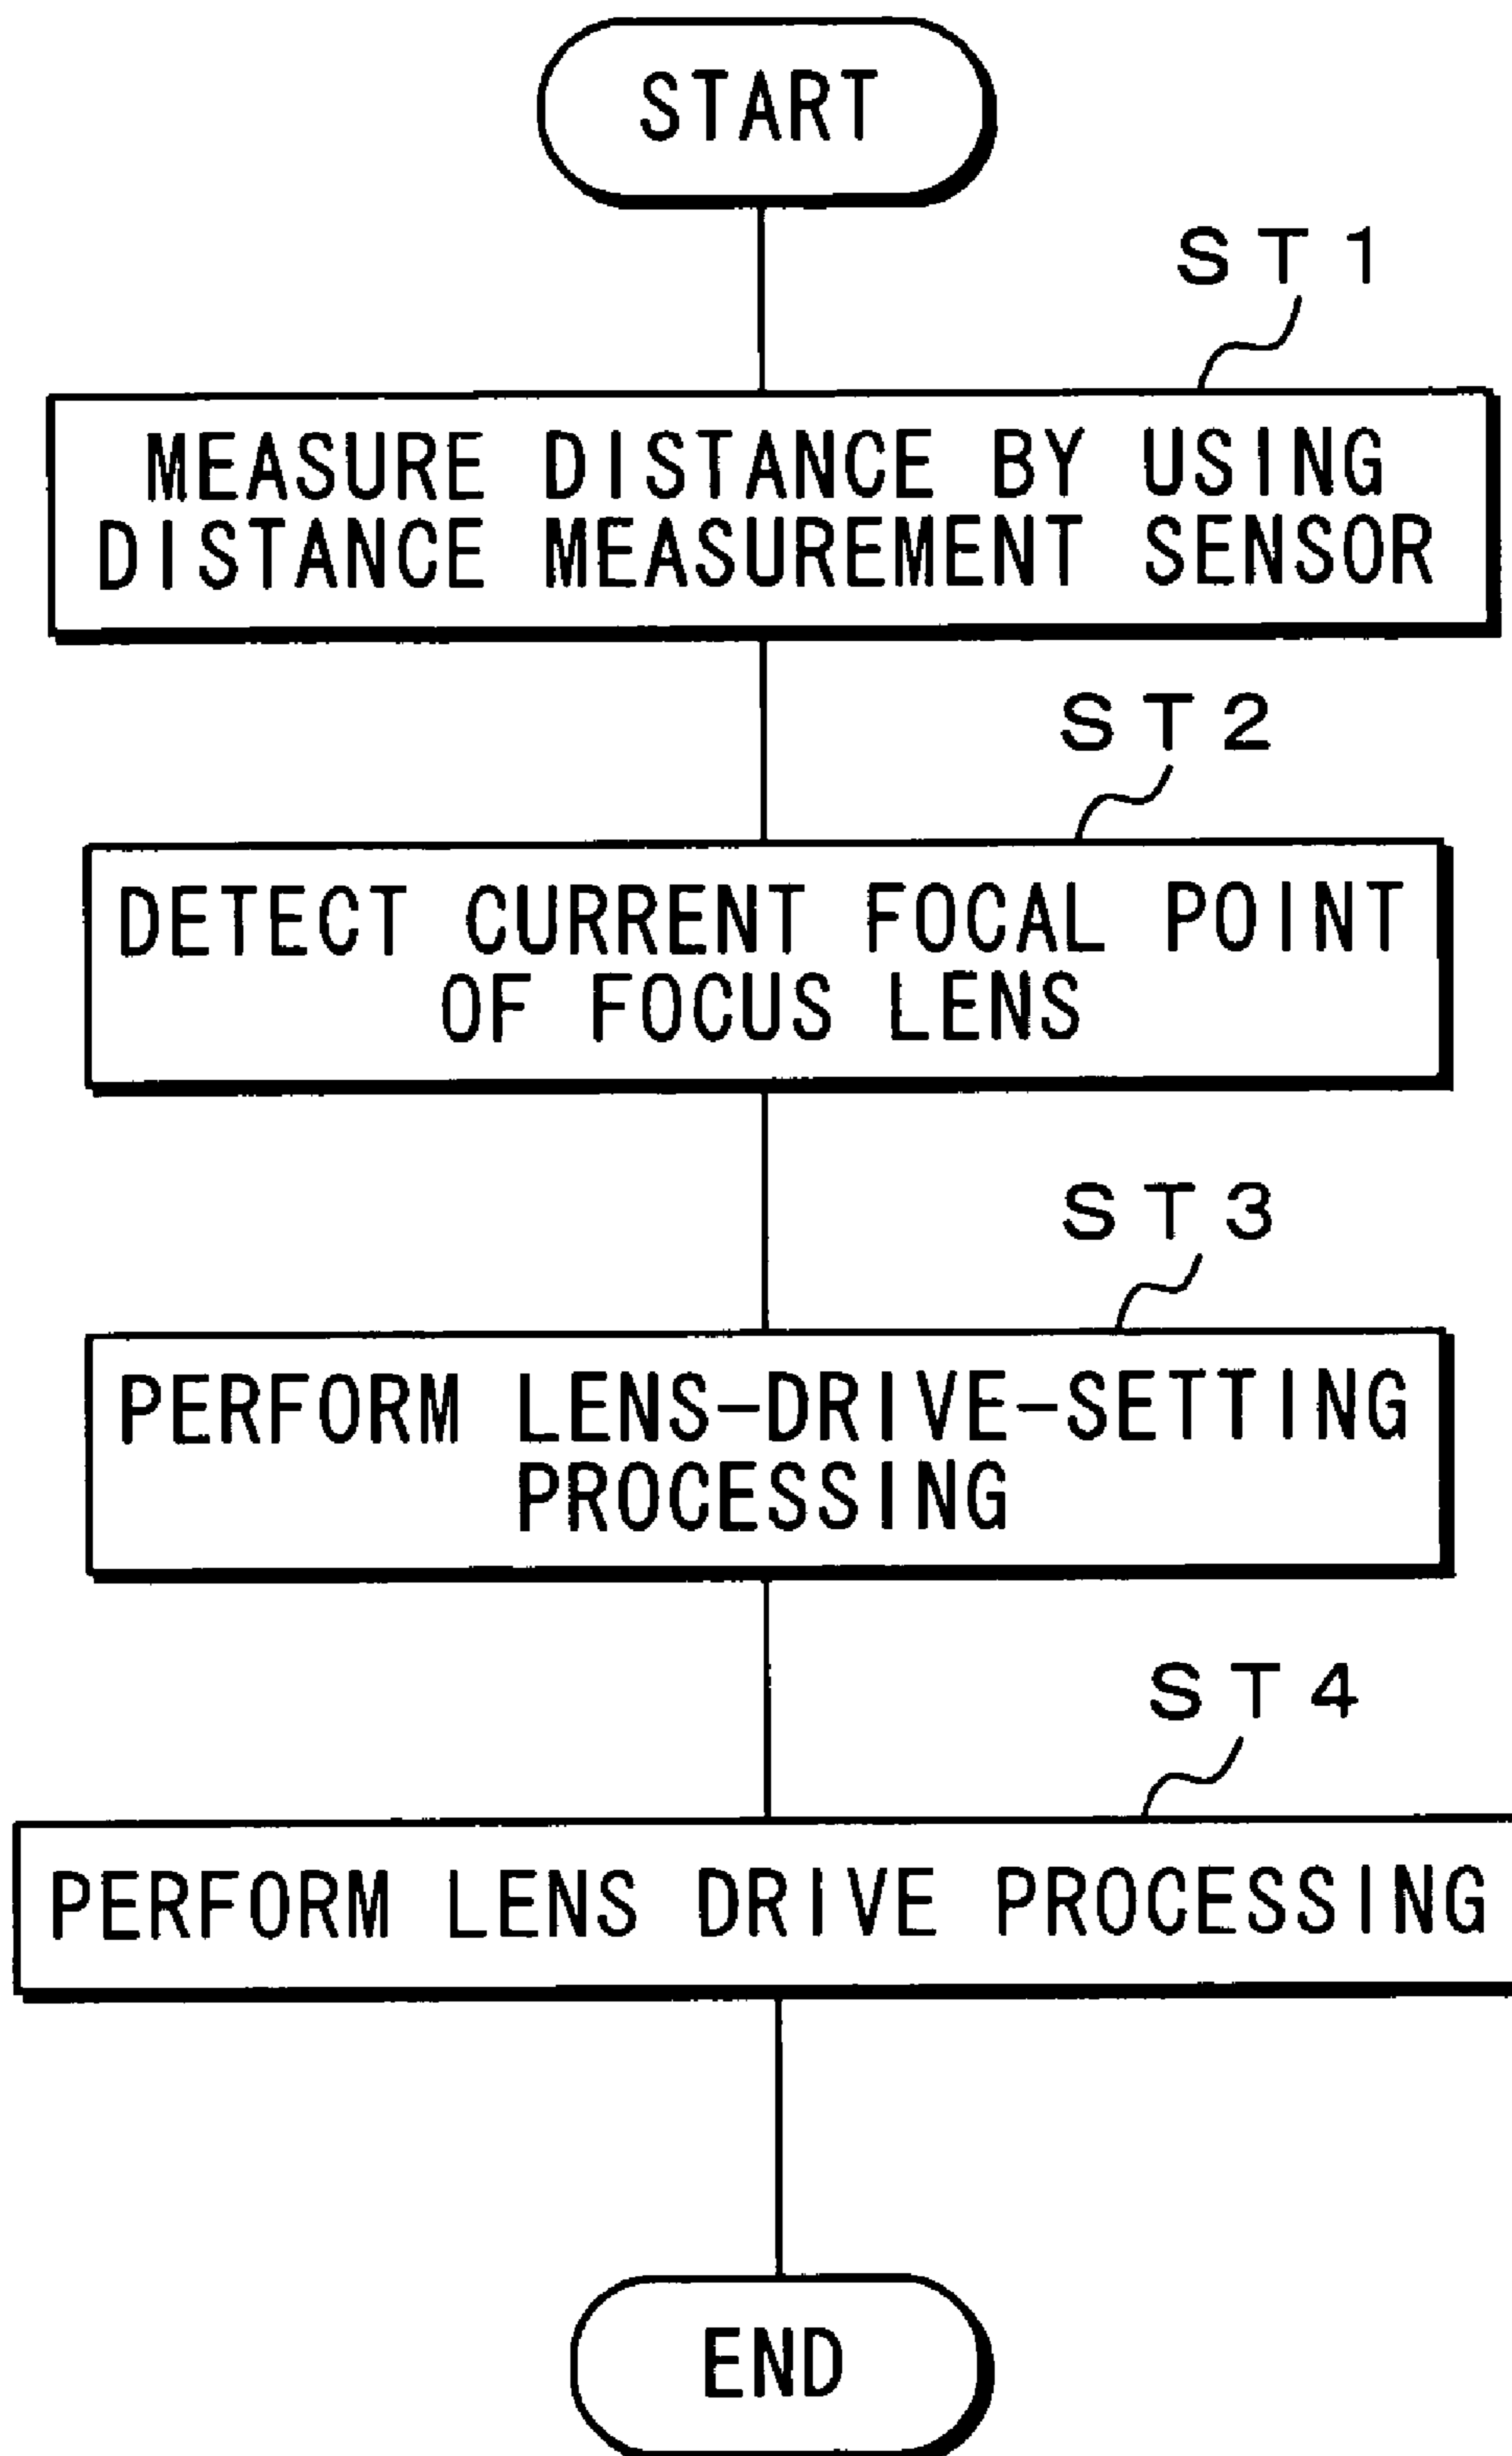 START
ST1
MEASURE DISTANCE BY USING
DISTANCE MEASUREMENT SENSOR
ST2
DETECT CURRENT FOCAL POINT
OF FOCUS LENS
ST3
PERFORM LENS-DRIVE-SETTING
PROCESSING
ST4
PERFORM LENS DRIVE PROCESSING
END